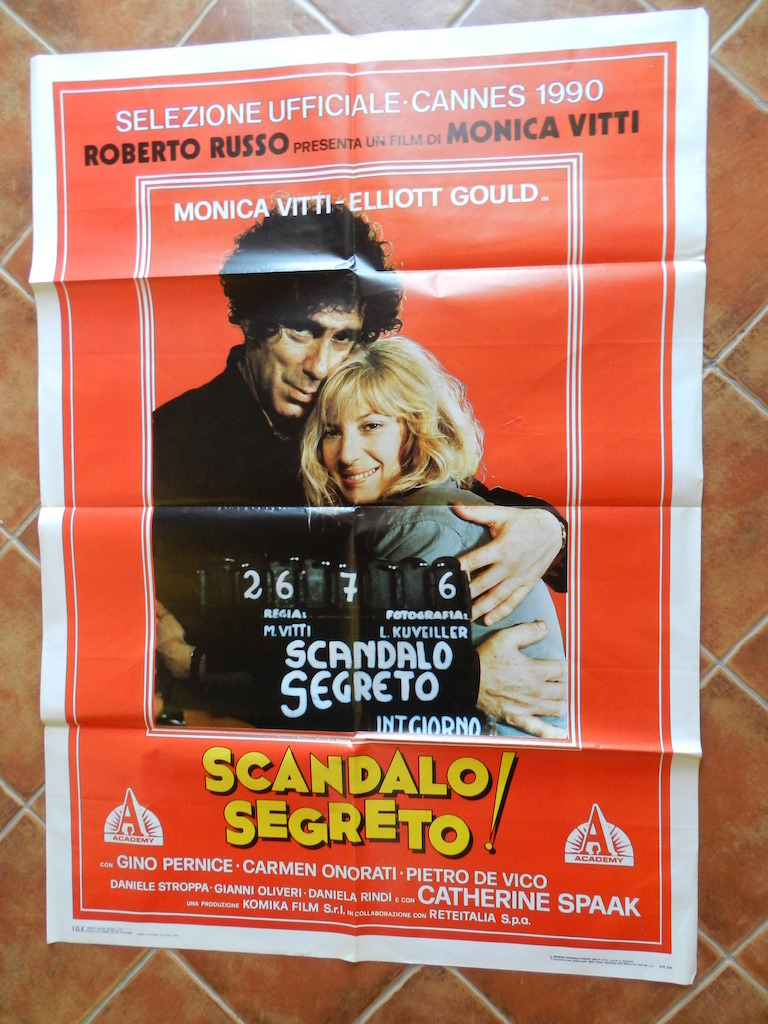 SELEZIONE UFFICIALE · CANNES 1990
ROBERTO RUSSO PRESENTA UN FILM DI MONICA VITTI
MONICA VITTI - ELLIOTT GOULD IN
2 6 7 6
REGIA: FOTOGRAFIA:
M. VITTI L. KUVEILLER
SCANDALO
SEGRETO
INT. GIORNO
SCANDALO
SEGRETO!
A A
ACADEMY ACADEMY
CON GINO PERNICE · CARMEN ONORATI · PIETRO DE VICO
DANIELE STROPPA · GIANNI OLIVERI · DANIELA RINDI E CON CATHERINE SPAAK
UNA PRODUZIONE KOMIKA FILM S.r.l. IN COLLABORAZIONE CON RETEITALIA S.p.a.
I.G.E.